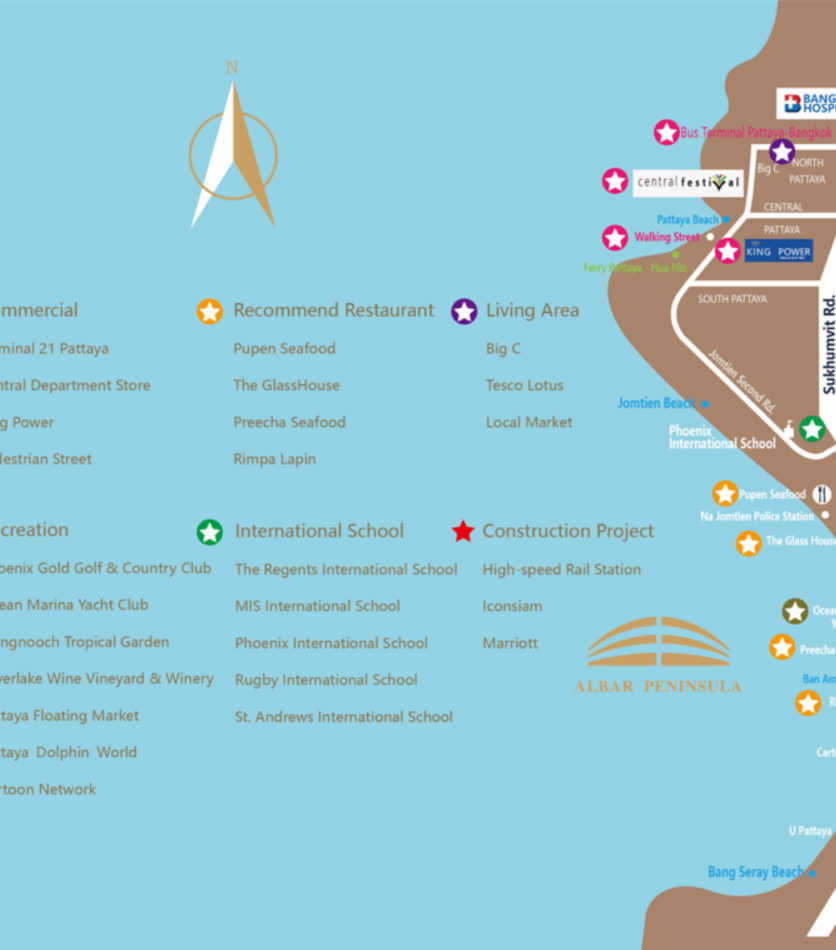 N
BANG
HOSP
Bus Terminal Pattaya-Bangkok
Big C
NORTH
PATTAYA
central festival
CENTRAL
Pattaya Beach
PATTAYA
Walking Street
KING POWER
Ferry Pattaya - Hua Hin
SOUTH PATTAYA
Sukhumvit Rd.
Jomtien Second Rd.
Jomtien Beach
Phoenix
International School
Pupen Seafood
Na Jomtien Police Station
The Glass House
Ocea
Y
Preecha
Ban Am
R
Cart
U Pattaya
Bang Seray Beach
mmercial
minal 21 Pattaya
ntral Department Store
g Power
lestrian Street
Recommend Restaurant
Pupen Seafood
The GlassHouse
Preecha Seafood
Rimpa Lapin
Living Area
Big C
Tesco Lotus
Local Market
creation
oenix Gold Golf & Country Club
ean Marina Yacht Club
ngnooch Tropical Garden
verlake Wine Vineyard & Winery
ttaya Floating Market
ttaya Dolphin World
rtoon Network
International School
The Regents International School
MIS International School
Phoenix International School
Rugby International School
St. Andrews International School
Construction Project
High-speed Rail Station
Iconsiam
Marriott
ALBAR PENINSULA